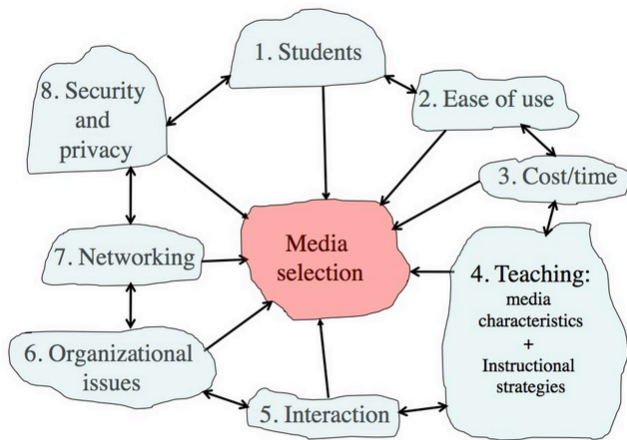 1. Students
2. Ease of use
3. Cost/time
4. Teaching:
media
characteristics
+
Instructional
strategies
5. Interaction
6. Organizational
issues
7. Networking
8. Security
and
privacy
Media
selection